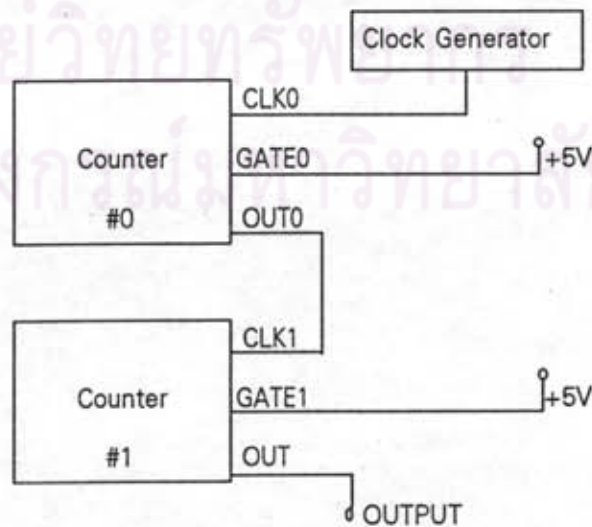 Clock Generator
CLK0
Counter
#0
GATE0
+5V
OUT0
CLK1
Counter
#1
GATE1
+5V
OUT
OUTPUT